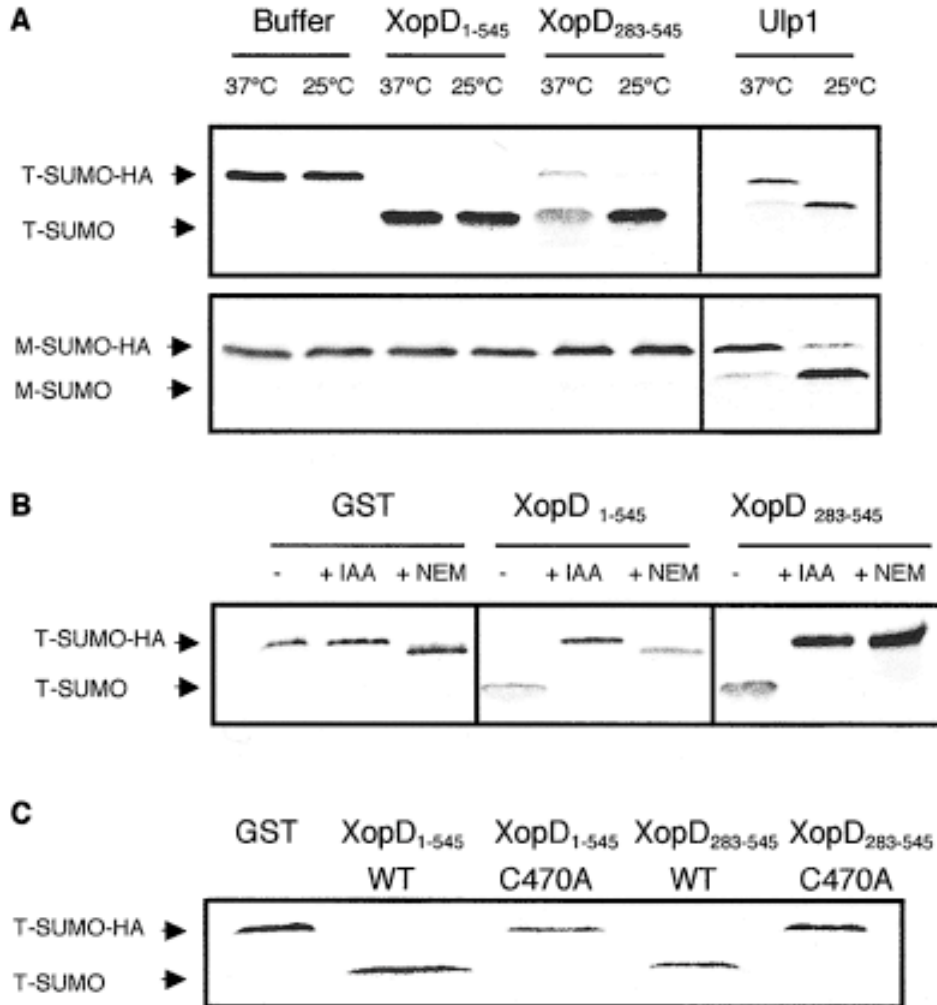 A
Buffer XopD1-545 XopD283-545 Ulp1
37°C 25°C 37°C 25°C 37°C 25°C 37°C 25°C
T-SUMO-HA
T-SUMO
M-SUMO-HA
M-SUMO
B
GST XopD 1-545 XopD 283-545
- + IAA + NEM - + IAA + NEM - + IAA + NEM
T-SUMO-HA
T-SUMO
C
GST XopD1-545 XopD1-545 XopD283-545 XopD283-545
WT C470A WT C470A
T-SUMO-HA
T-SUMO